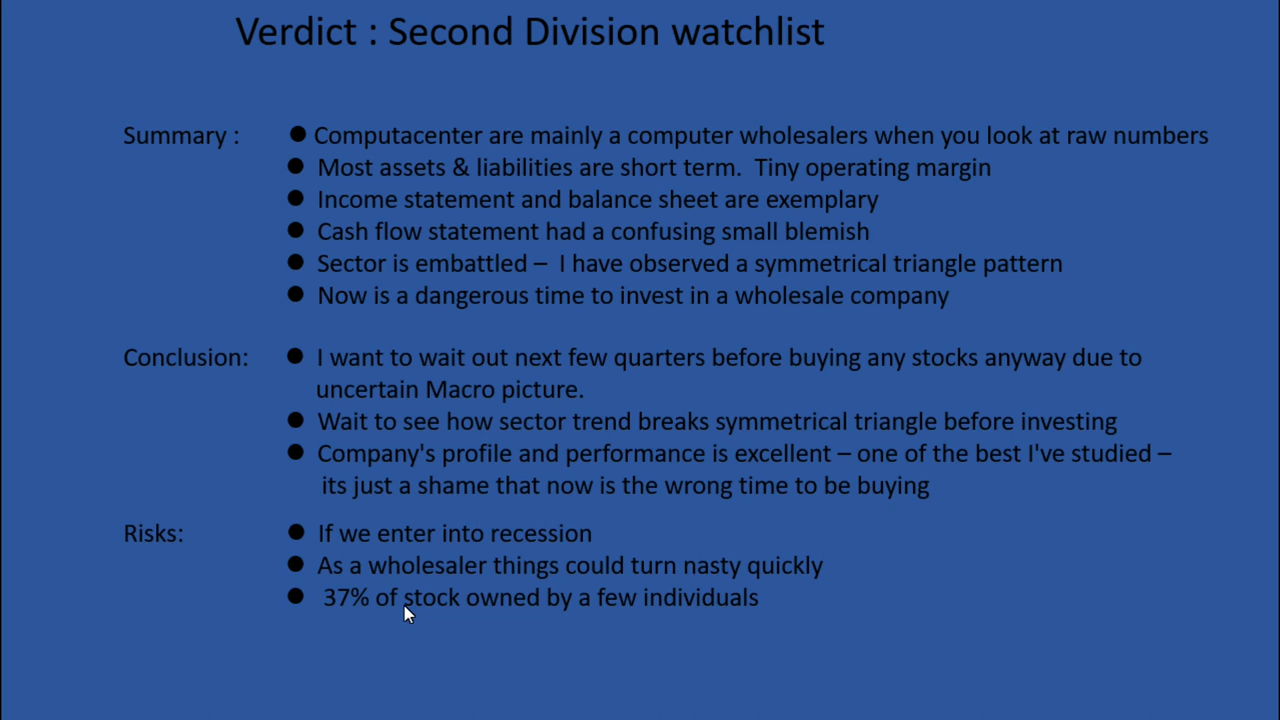 Verdict : Second Division watchlist
Summary : ● Computacenter are mainly a computer wholesalers when you look at raw numbers
● Most assets & liabilities are short term. Tiny operating margin
● Income statement and balance sheet are exemplary
● Cash flow statement had a confusing small blemish
● Sector is embattled – I have observed a symmetrical triangle pattern
● Now is a dangerous time to invest in a wholesale company
Conclusion: ● I want to wait out next few quarters before buying any stocks anyway due to
uncertain Macro picture.
● Wait to see how sector trend breaks symmetrical triangle before investing
● Company's profile and performance is excellent – one of the best I've studied –
its just a shame that now is the wrong time to be buying
Risks: ● If we enter into recession
● As a wholesaler things could turn nasty quickly
● 37% of stock owned by a few individuals